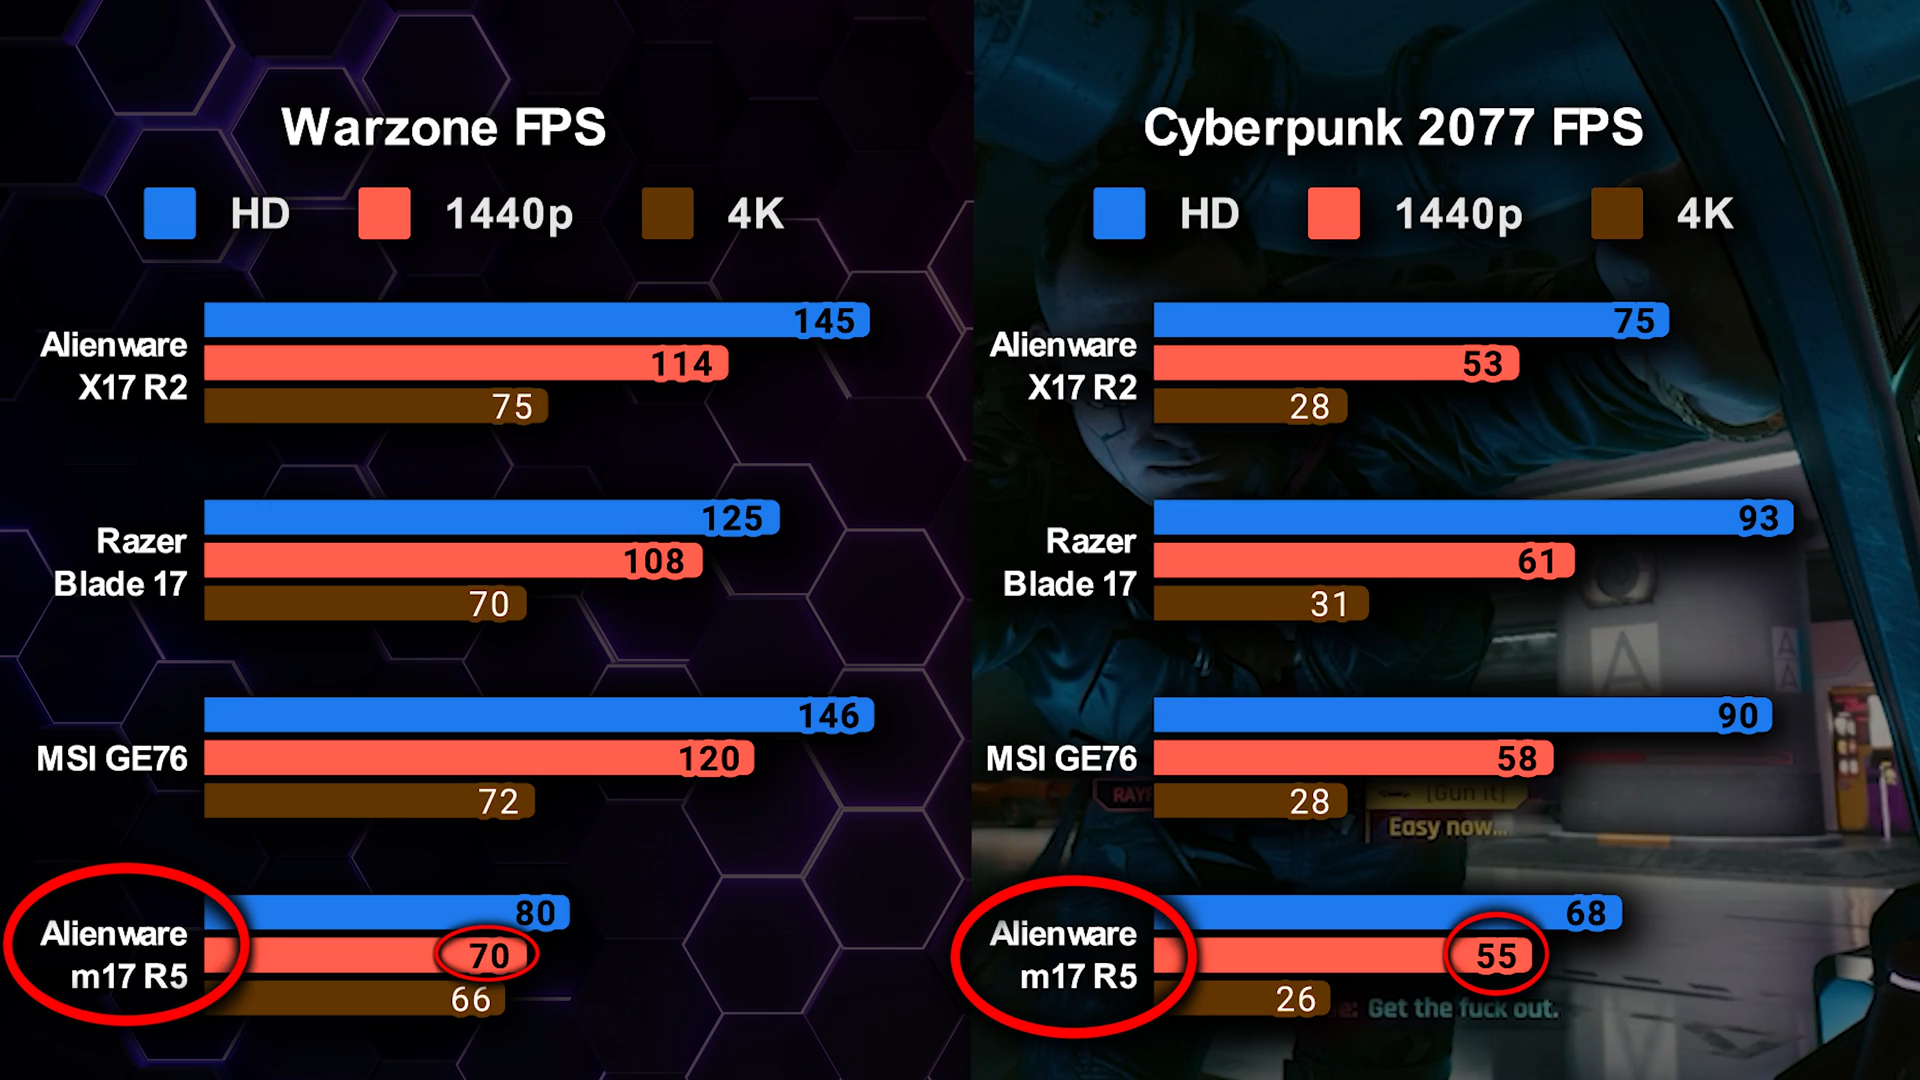 Warzone FPS
HD 1440p 4K
Alienware
X17 R2
145
114
75
Razer
Blade 17
125
108
70
MSI GE76
146
120
72
Alienware
m17 R5
80
70
66
Cyberpunk 2077 FPS
HD 1440p 4K
Alienware
X17 R2
75
53
28
Razer
Blade 17
93
61
31
MSI GE76
90
58
28
[Gun it]
Easy now...
Alienware
m17 R5
68
55
26
Get the fuck out.
A
A
A